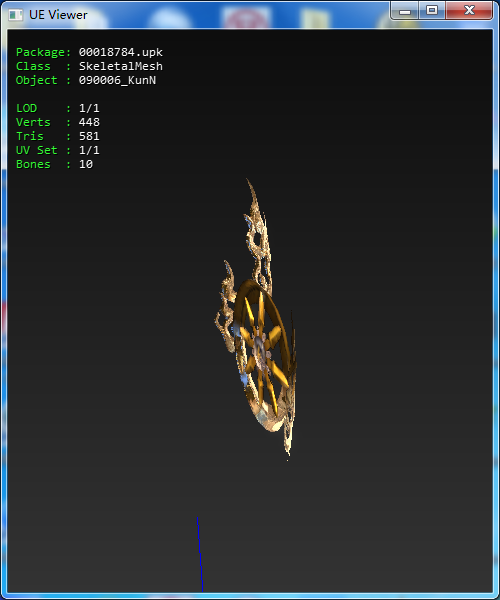 UE Viewer
Package: 00018784.upk
Class : SkeletalMesh
Object : 090006_KunN
LOD : 1/1
Verts : 448
Tris : 581
UV Set : 1/1
Bones : 10